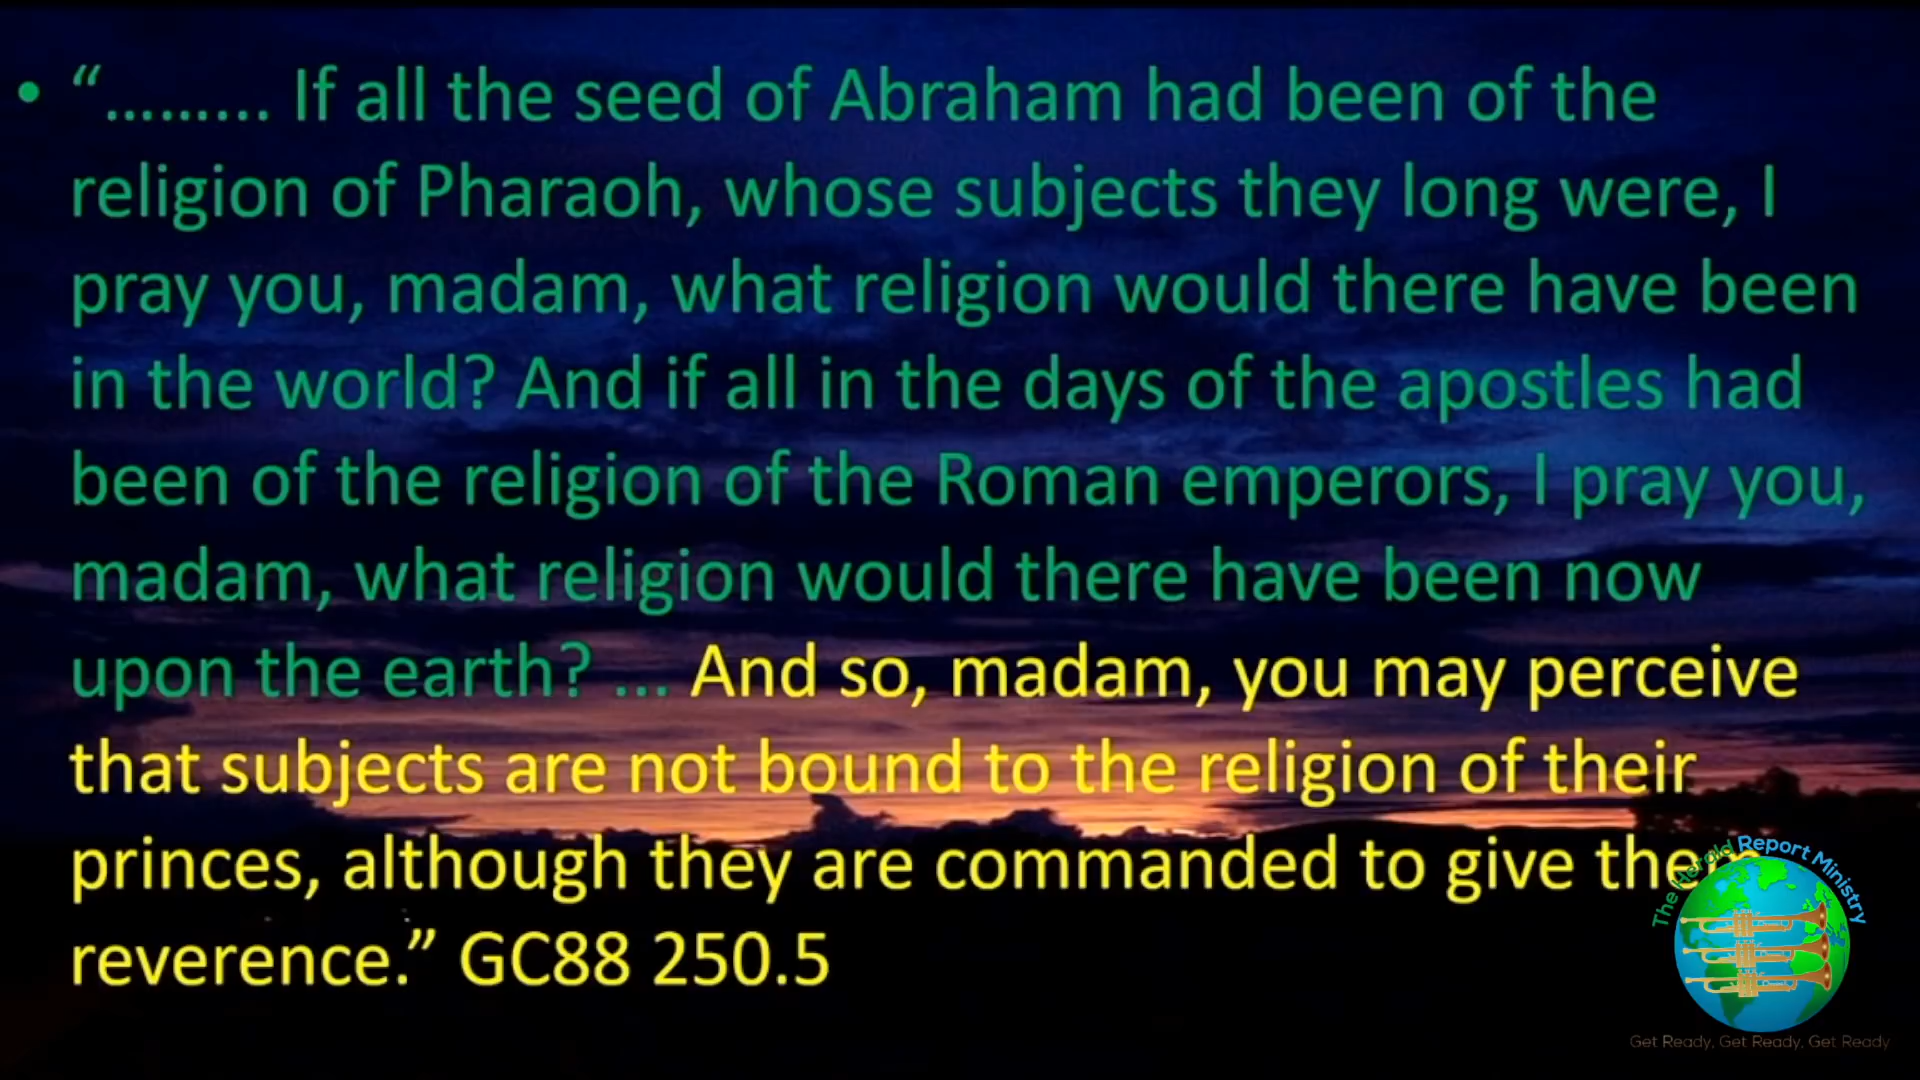 • “......... If all the seed of Abraham had been of the
religion of Pharaoh, whose subjects they long were, I
pray you, madam, what religion would there have been
in the world? And if all in the days of the apostles had
been of the religion of the Roman emperors, I pray you,
madam, what religion would there have been now
upon the earth? ... And so, madam, you may perceive
that subjects are not bound to the religion of their
princes, although they are commanded to give them
reverence.” GC88 250.5
The Herald Report Ministry
Get Ready, Get Ready, Get Ready